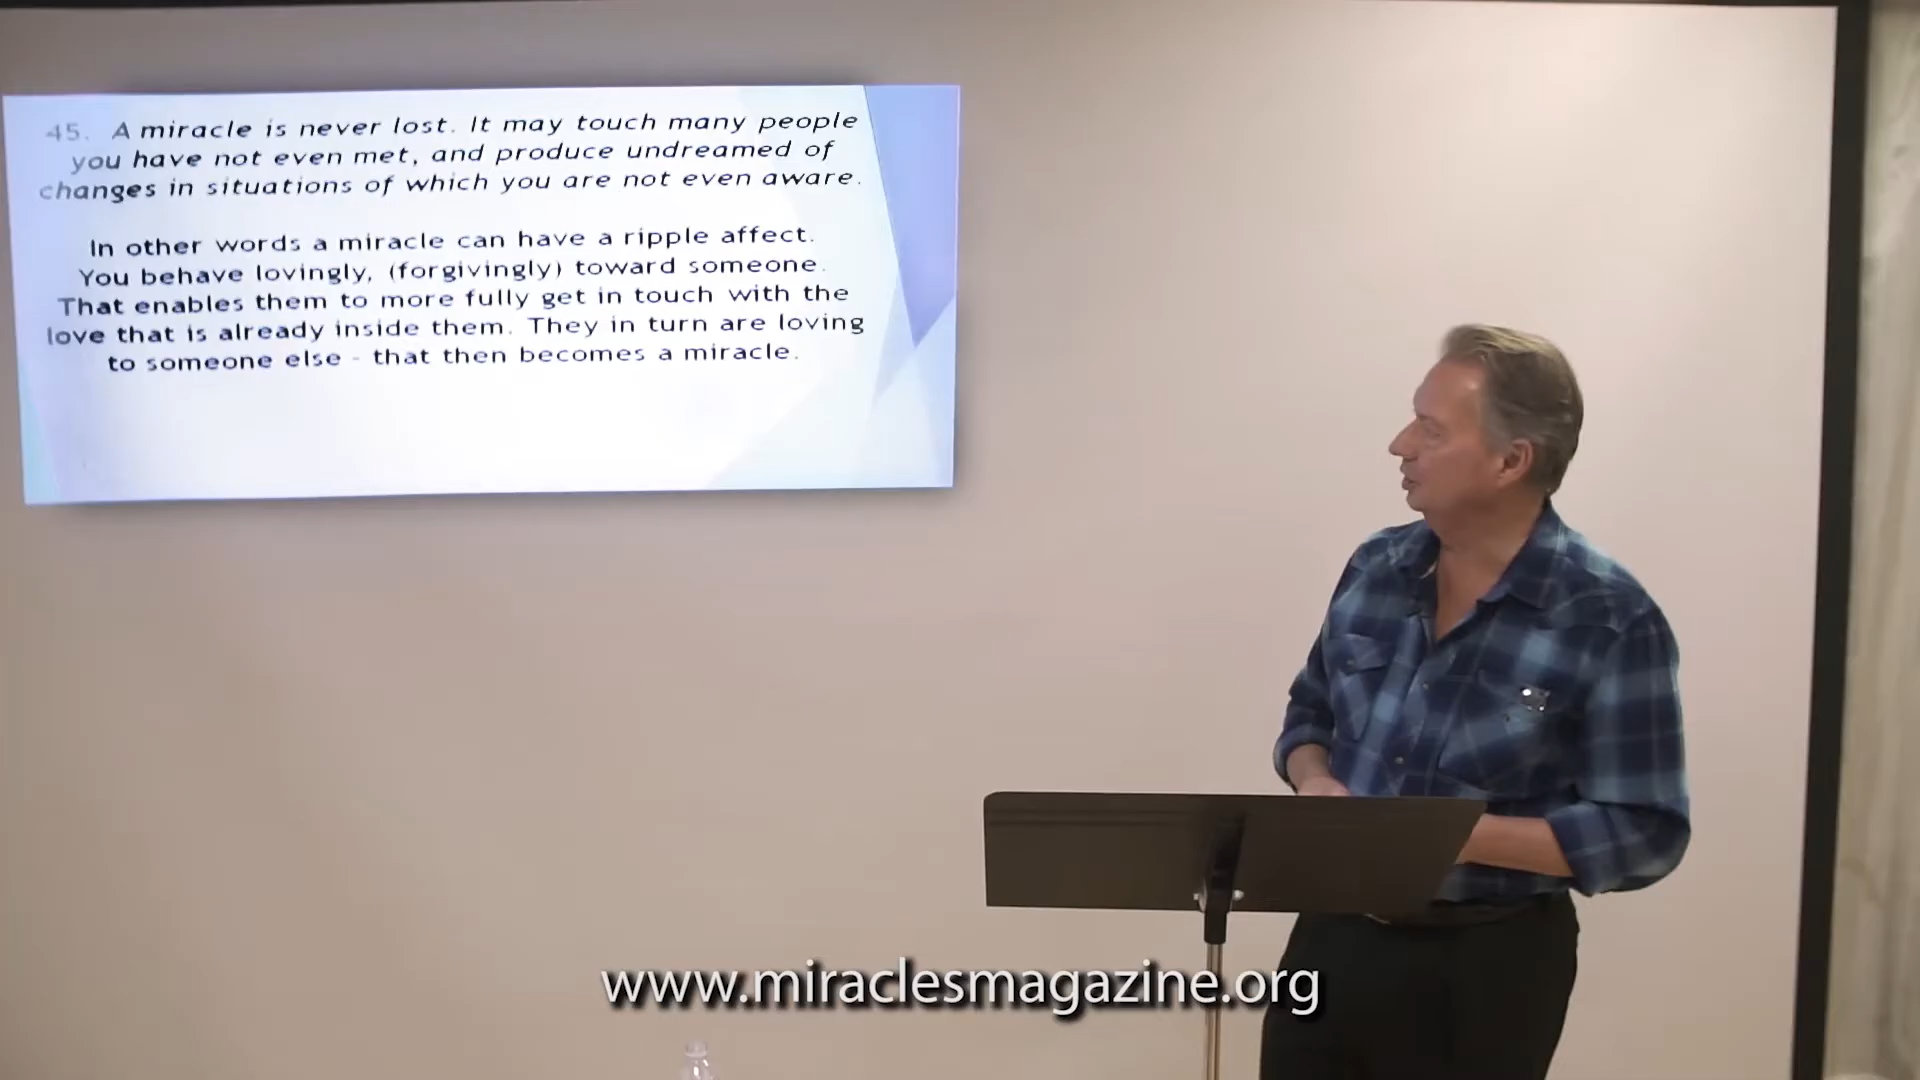 45. A miracle is never lost. It may touch many people
you have not even met, and produce undreamed of
changes in situations of which you are not even aware.
In other words a miracle can have a ripple affect.
You behave lovingly, (forgivingly) toward someone.
That enables them to more fully get in touch with the
love that is already inside them. They in turn are loving
to someone else - that then becomes a miracle.
www.miraclesmagazine.org